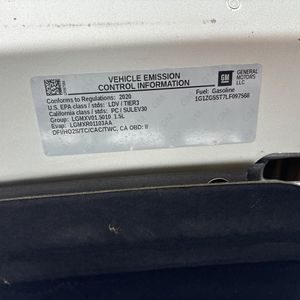 VEHICLE EMISSION
CONTROL INFORMATION
GM
GENERAL
MOTORS
LLC
Conforms to Regulations: 2020
Fuel: Gasoline
U.S. EPA class / stds: LDV / TIER3
1G1ZG5ST7LF097568
California class / stds: PC / SULEV30
Group: LGMXV01.5010 1.5L
Evap: LGMXR01103AA
DFI/HO2S/TC/CAC/TWC, CA OBD: II